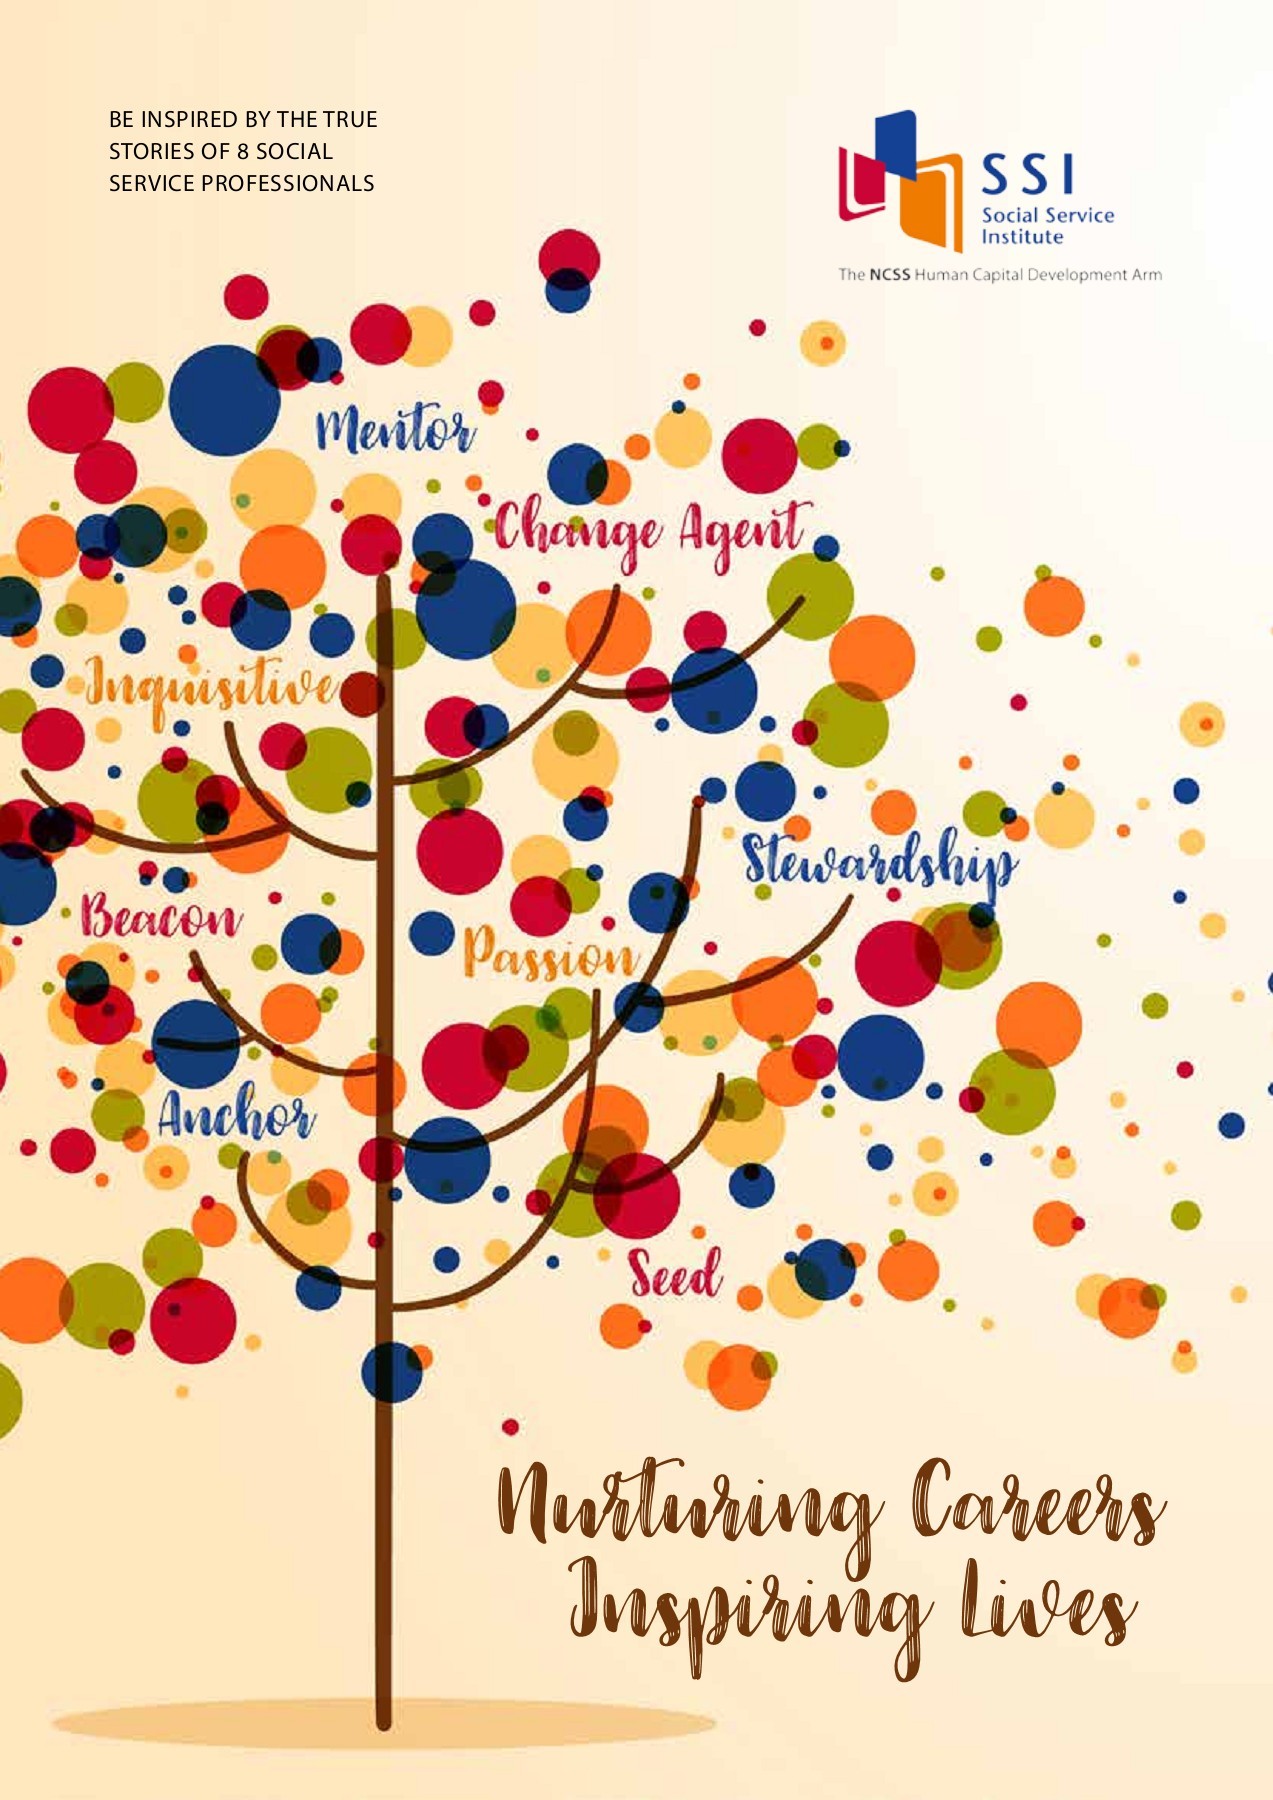 BE INSPIRED BY THE TRUE
STORIES OF 8 SOCIAL
SERVICE PROFESSIONALS
SSI
Social Service
Institute
The NCSS Human Capital Development Arm
Mentor
Change Agent
Inquisitive
Stewardship
Beacon
Passion
Anchor
Seed
Nurturing Careers
Inspiring Lives